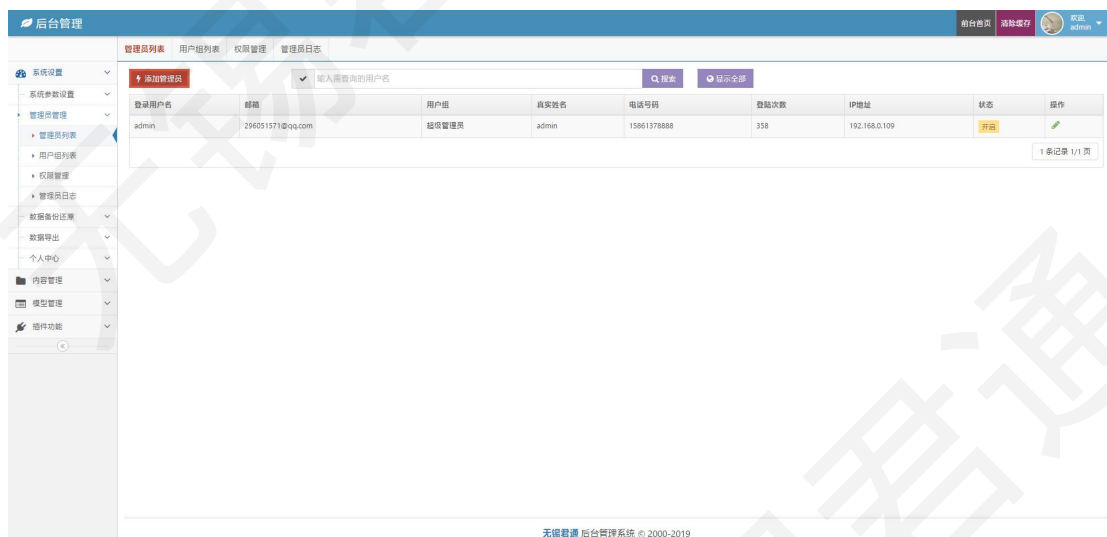 后台管理
前台首页 清除缓存 欢迎, admin
管理员列表 用户组列表 权限管理 管理员日志
系统设置
系统参数设置
管理员管理
管理员列表
用户组列表
权限管理
管理员日志
数据备份还原
数据导出
个人中心
内容管理
模型管理
插件功能
添加管理员 输入需查询的用户名 搜索 显示全部
登录用户名 邮箱 用户组 真实姓名 电话号码 登陆次数 IP地址 状态 操作
admin 296051571@qq.com 超级管理员 admin 15861378888 358 192.168.0.109 开启
1 条记录 1/1 页
无锡君通 后台管理系统 © 2000-2019
无锡君通